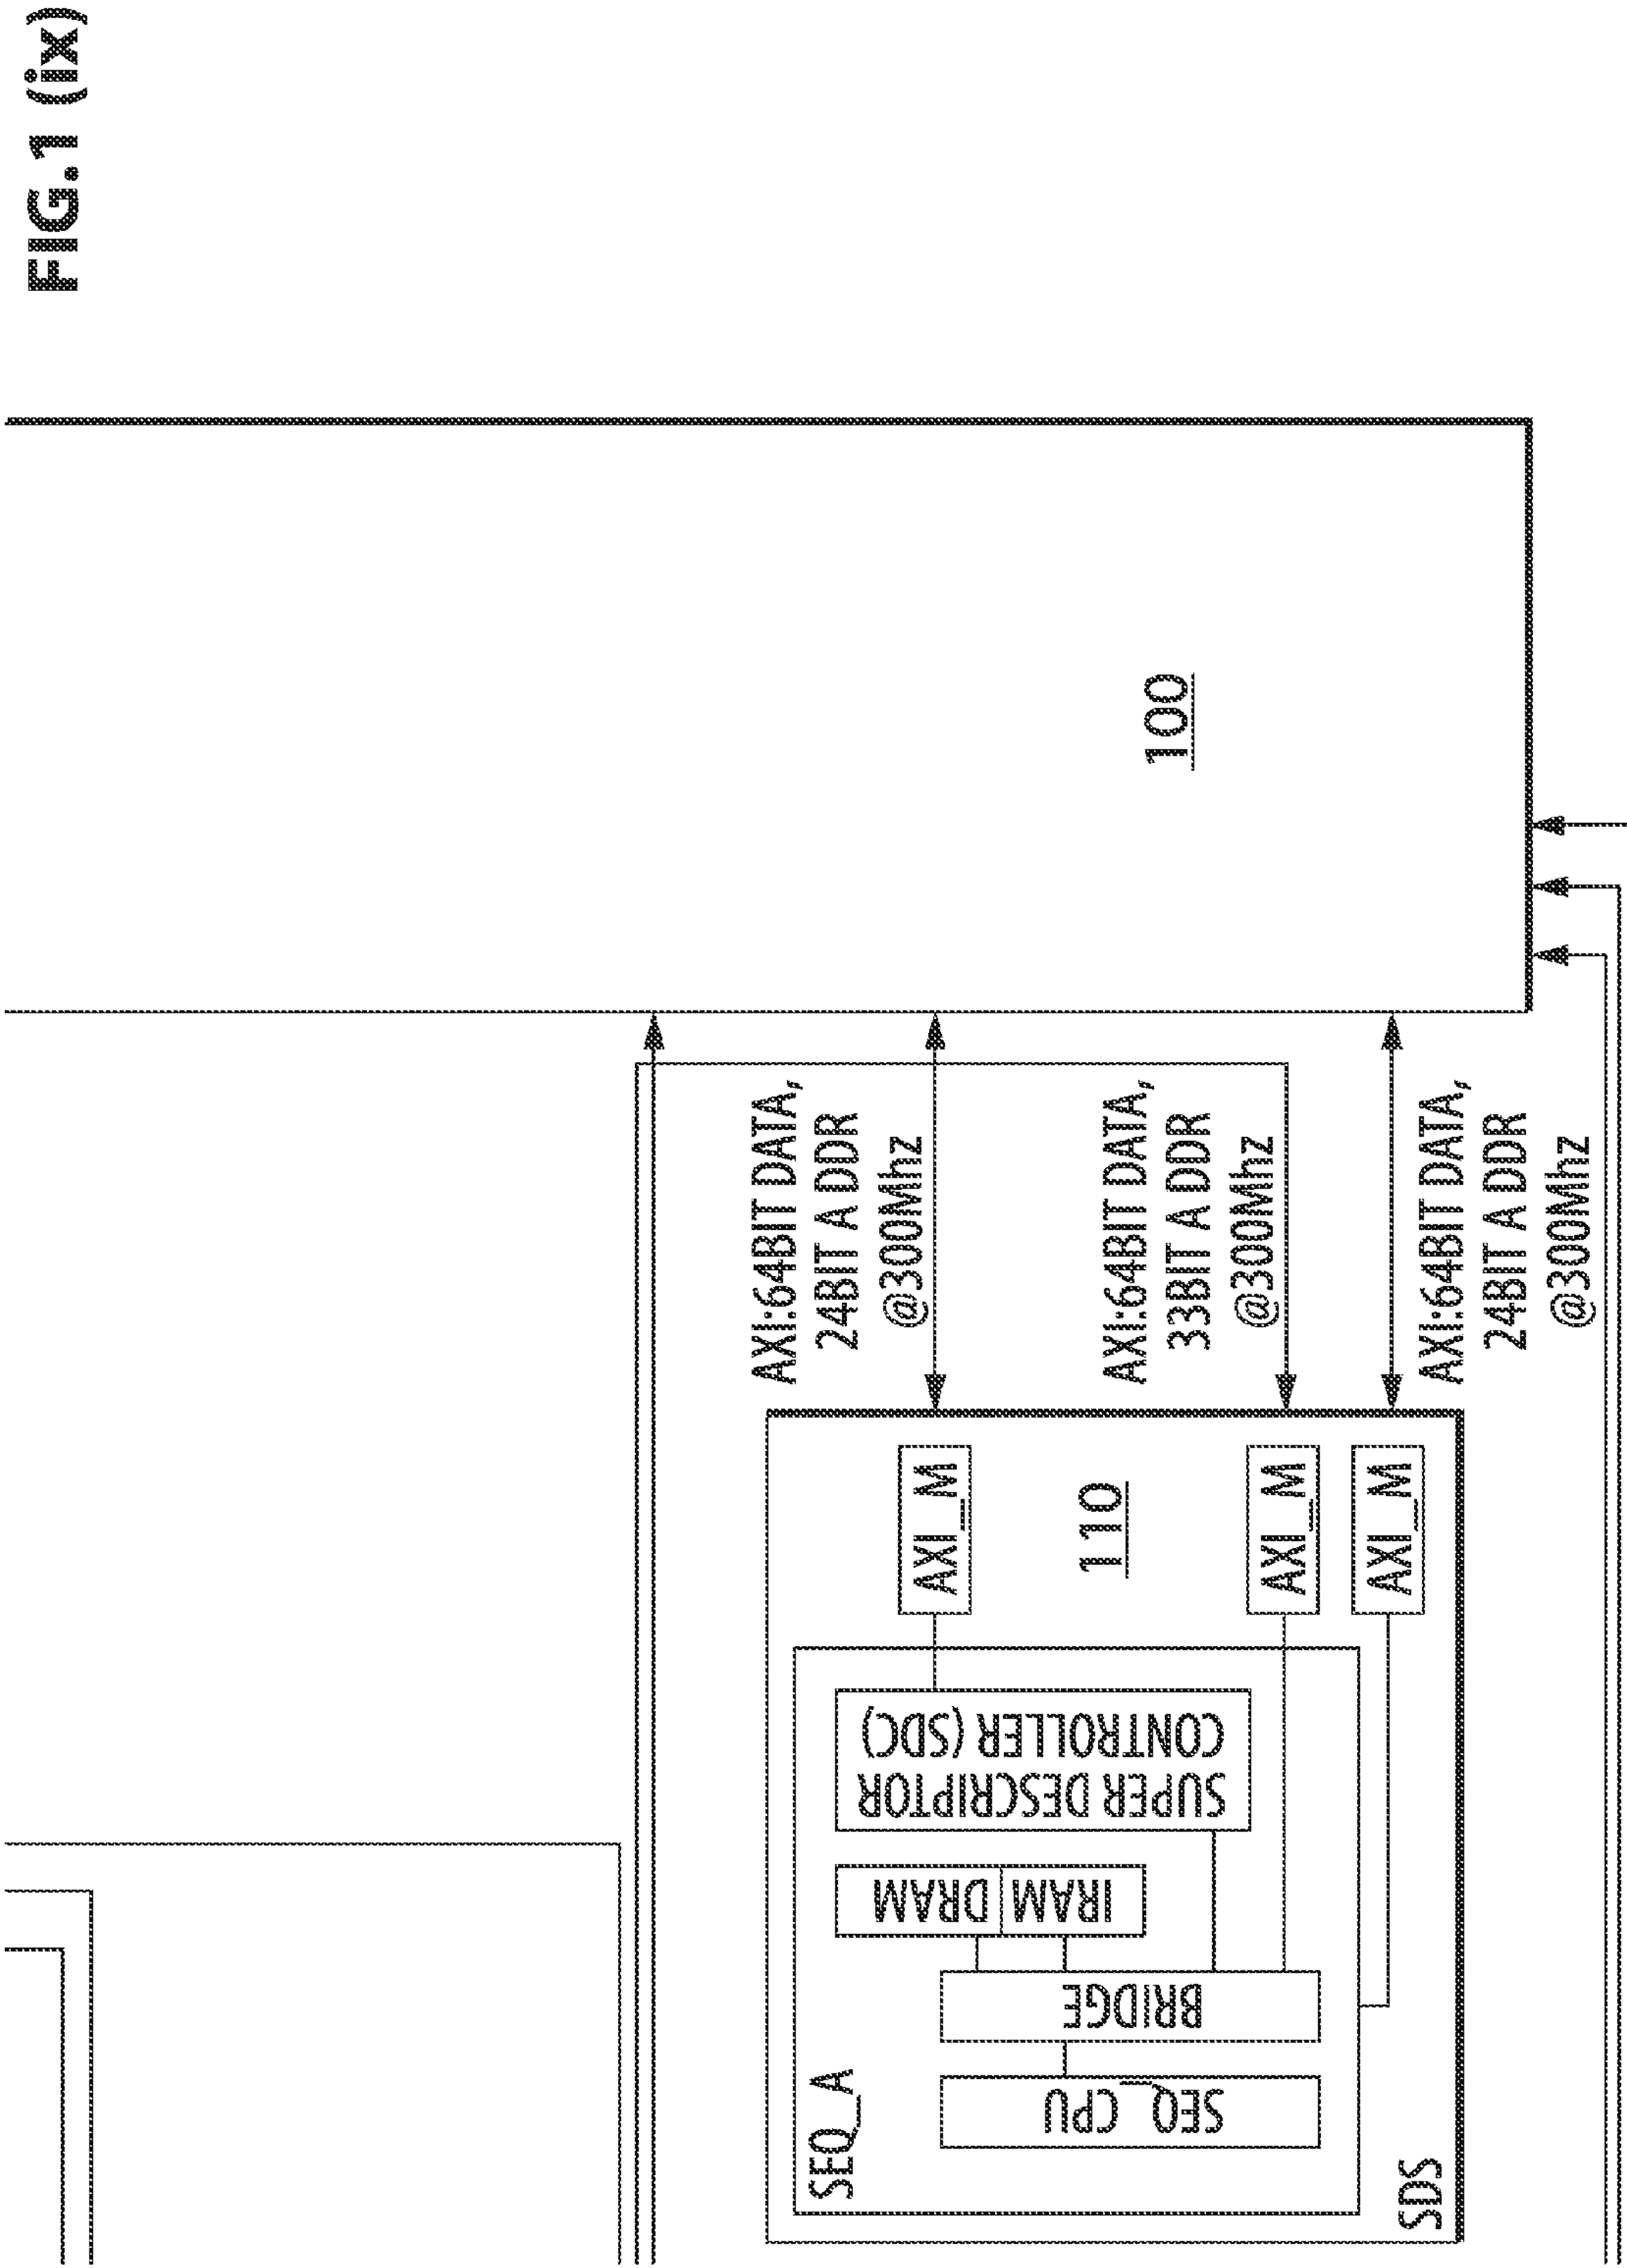 FIG.1 (ix)
100
AXI:64BIT DATA,
24BIT A DDR
@300Mhz
AXI:64BIT DATA,
33BIT A DDR
@300Mhz
AXI:64BIT DATA,
24BIT A DDR
@300Mhz
AXI_M
110
AXI_M
AXI_M
SUPER DESCRIPTOR
CONTROLLER (SDC)
DRAM
IRAM
BRIDGE
SEQ_CPU
SEQ_A
SDS